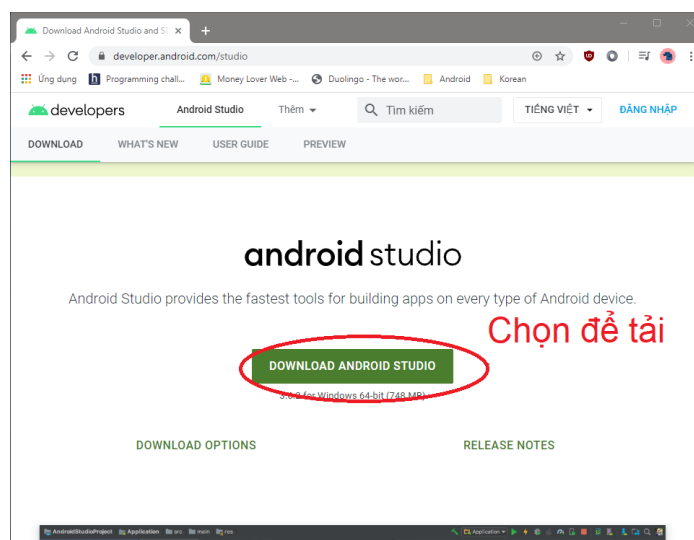 Download Android Studio and S
developer.android.com/studio
Ứng dụng Programming chall... Money Lover Web -... Duolingo - The wor... Android Korean
developers Android Studio Thêm Tìm kiếm TIẾNG VIỆT ĐĂNG NHẬP
DOWNLOAD WHAT'S NEW USER GUIDE PREVIEW
android studio
Android Studio provides the fastest tools for building apps on every type of Android device.
Chọn để tải
DOWNLOAD ANDROID STUDIO
for Windows 64-bit (748 MB)
DOWNLOAD OPTIONS RELEASE NOTES
AndroidStudioProject Application src main res Application